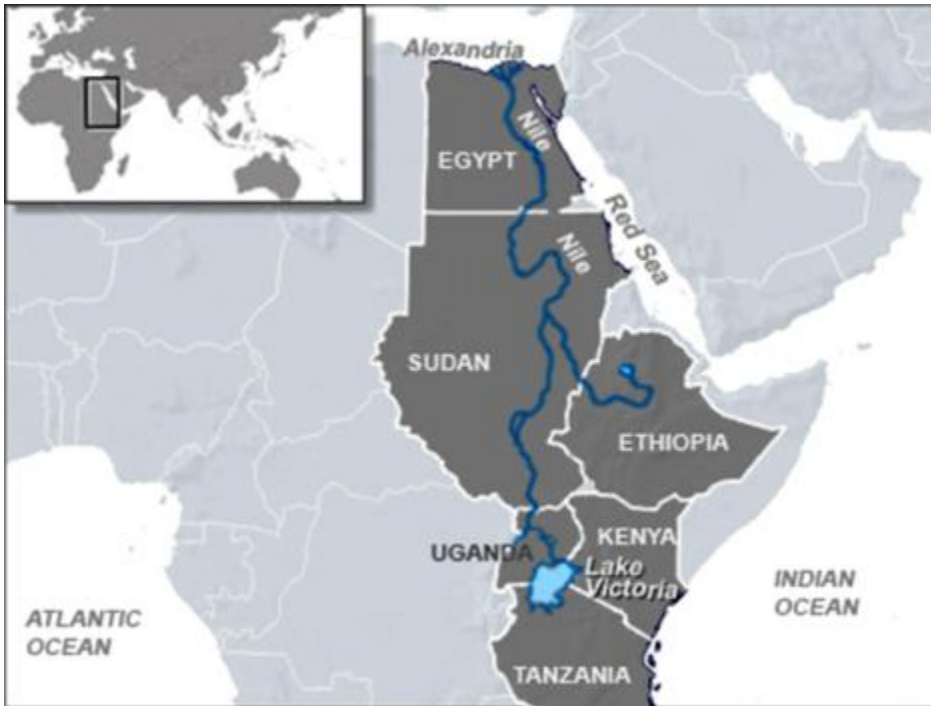 Alexandria
Nile
EGYPT
Red Sea
Nile
SUDAN
ETHIOPIA
KENYA
UGANDA
Lake
Victoria
INDIAN
OCEAN
ATLANTIC
OCEAN
TANZANIA